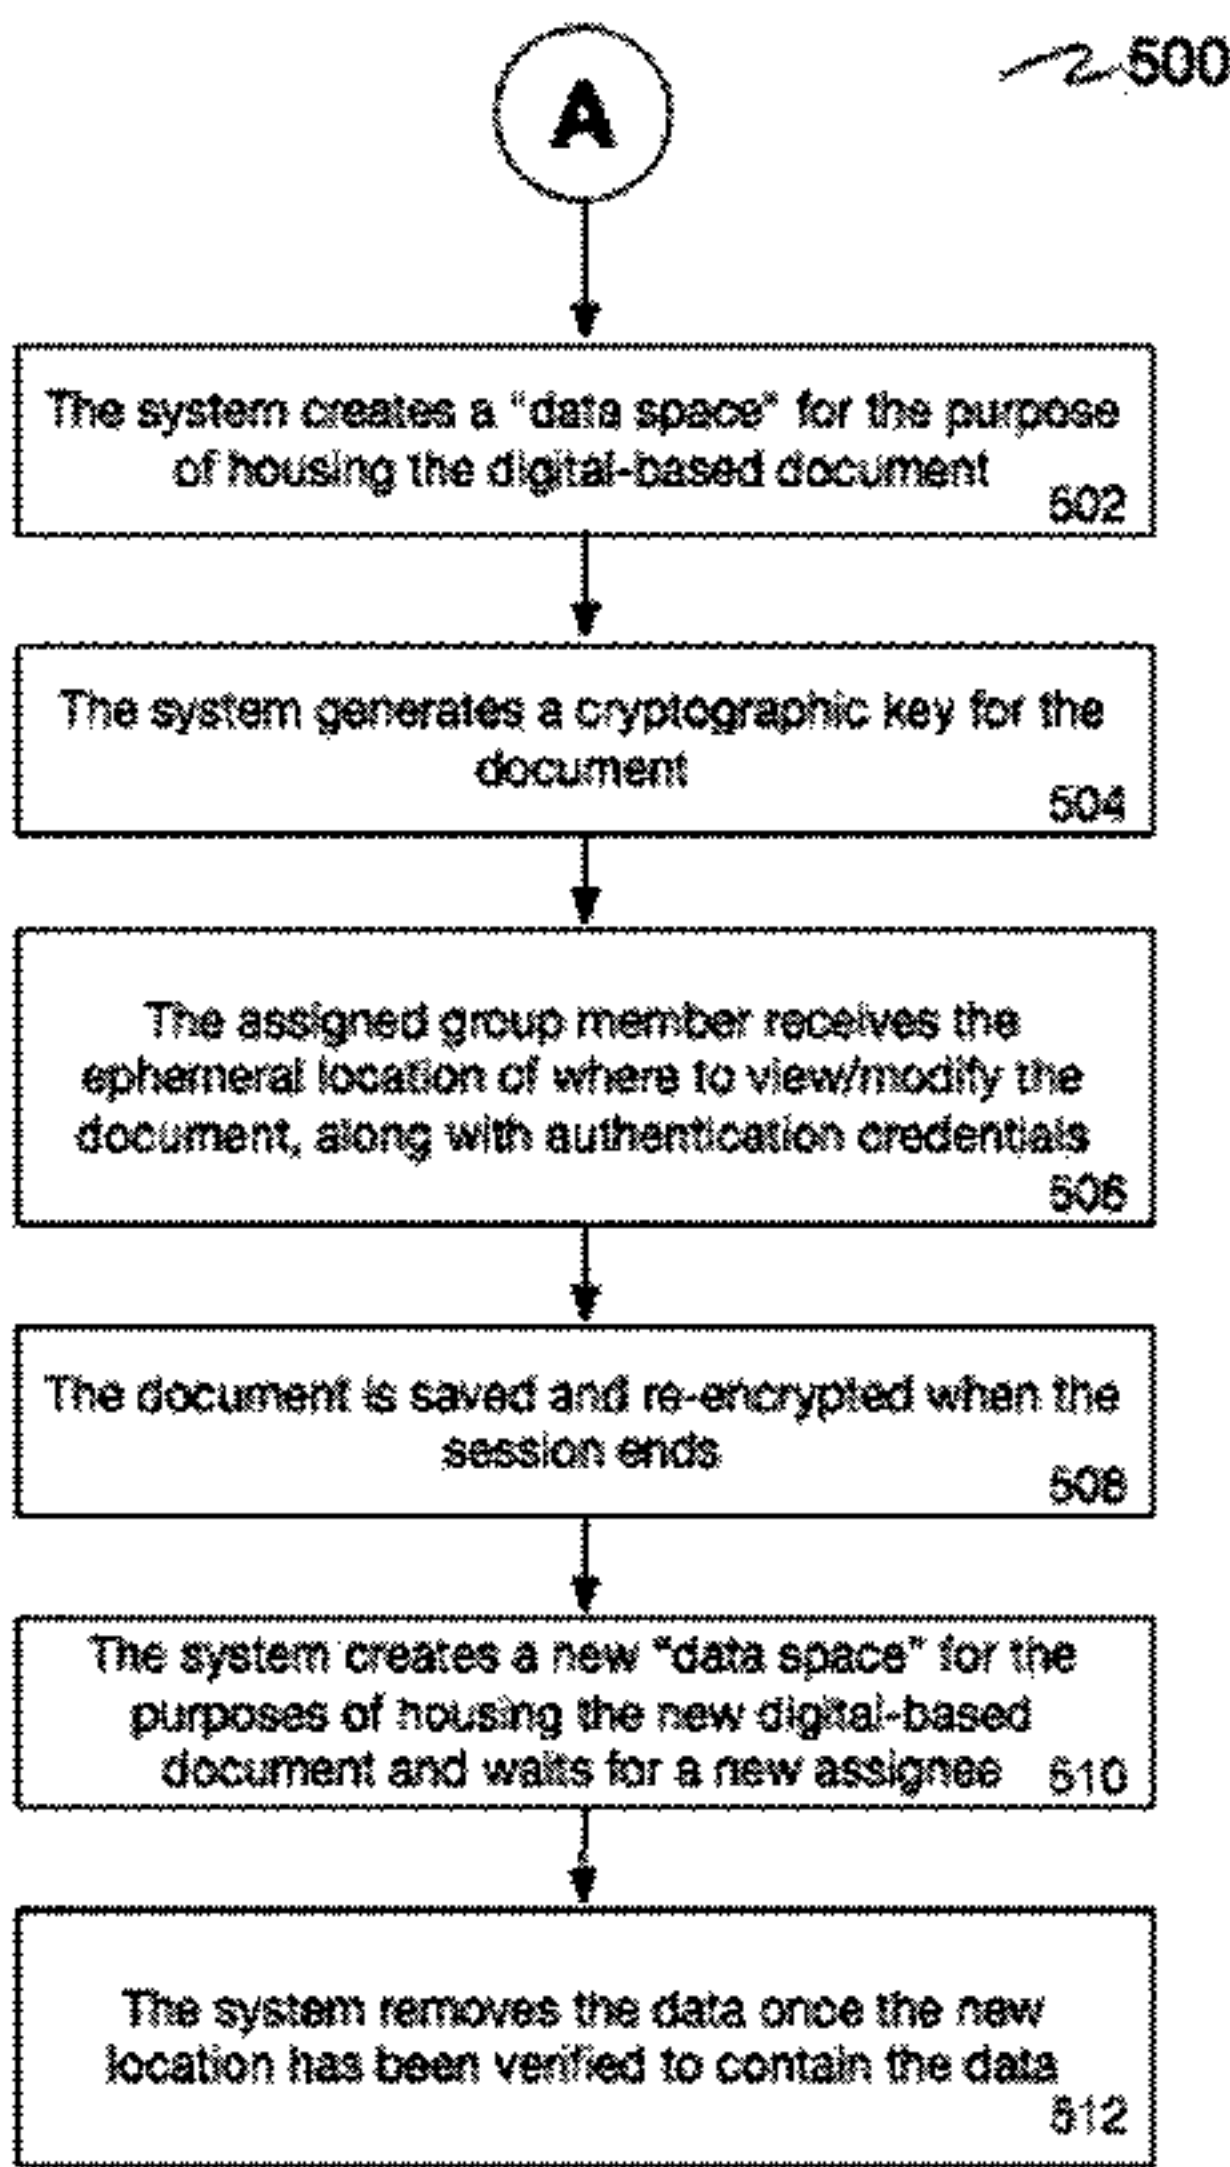 A
500
The system creates a “data space” for the purpose
of housing the digital-based document
502
The system generates a cryptographic key for the
document
504
The assigned group member receives the
ephemeral location of where to view/modify the
document, along with authentication credentials
506
The document is saved and re-encrypted when the
session ends
508
The system creates a new “data space” for the
purposes of housing the new digital-based
document and waits for a new assignee
510
The system removes the data once the new
location has been verified to contain the data
512